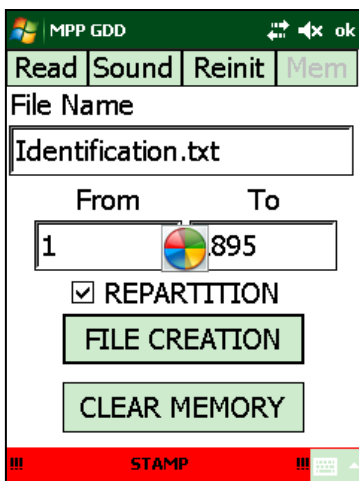 MPP GDD ok
Read Sound Reinit Mem
File Name
Identification.txt
From To
1 895
REPARTITION
FILE CREATION
CLEAR MEMORY
!!! STAMP !!!